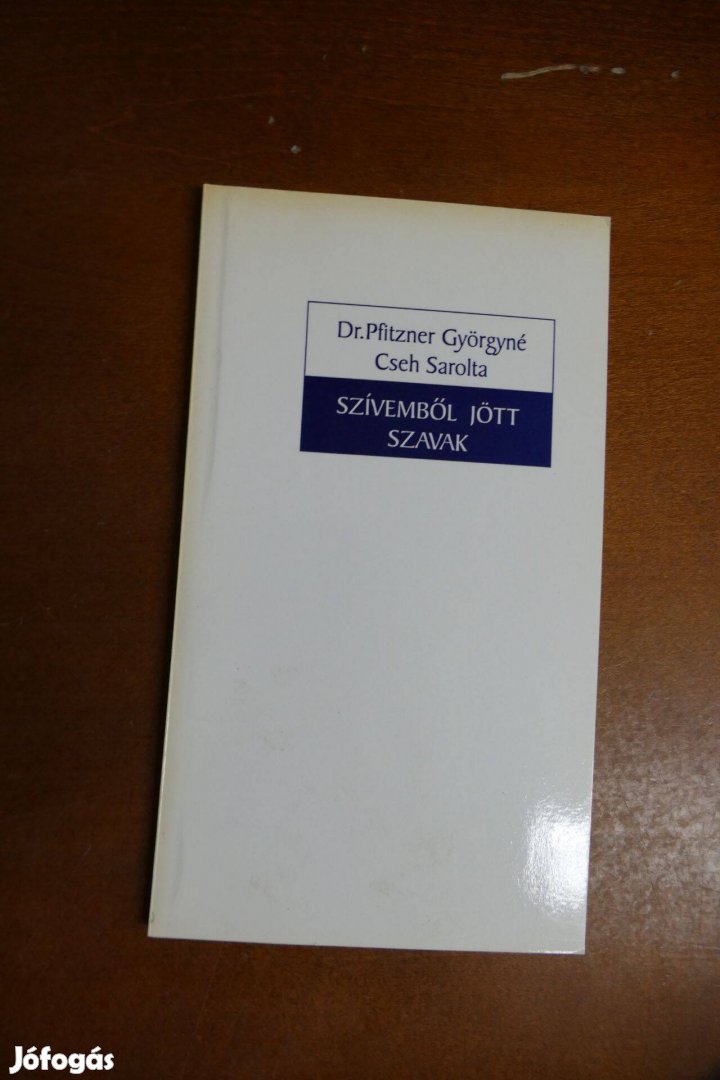 Dr.Pfitzner Györgyné
Cseh Sarolta
SZÍVEMBŐL JÖTT
SZAVAK
Jófogás